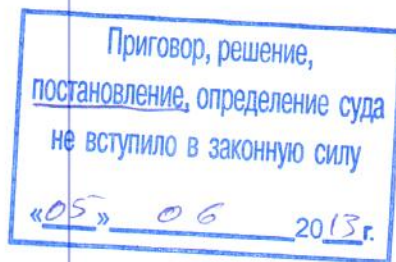 Приговор, решение,
постановление, определение суда
не вступило в законную силу
«05» 06 2013 г.